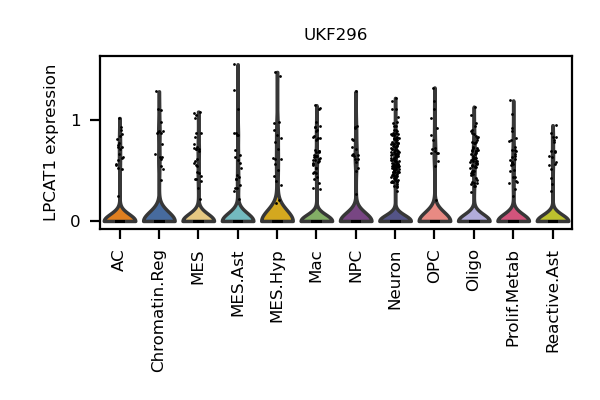 UKF296
LPCAT1 expression
1
0
AC
Chromatin.Reg
MES
MES.Ast
MES.Hyp
Mac
NPC
Neuron
OPC
Oligo
Prolif.Metab
Reactive.Ast